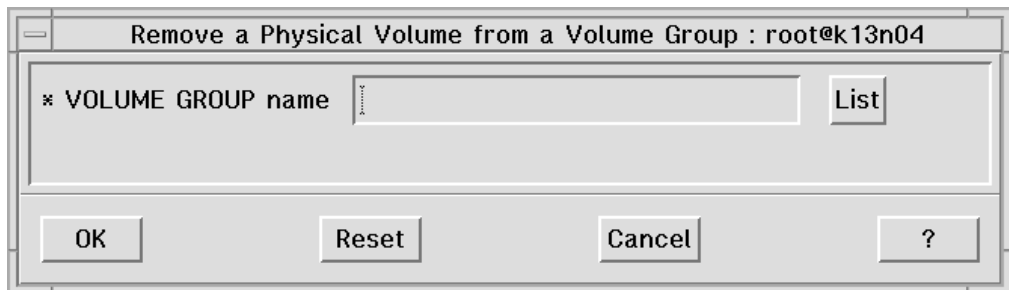 Remove a Physical Volume from a Volume Group : root@k13n04
* VOLUME GROUP name List
OK Reset Cancel ?